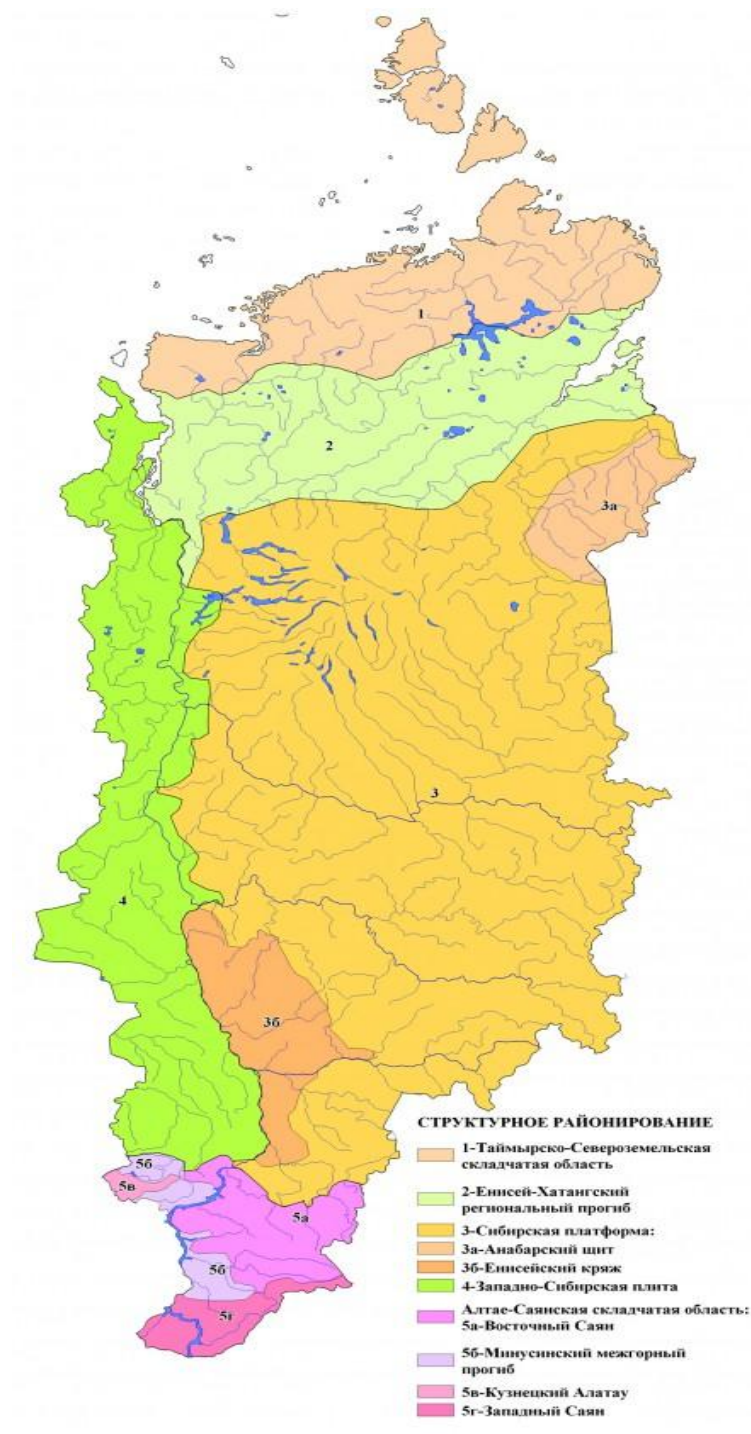 1
2
3а
3
4
3б
5б
5в
5а
5б
5г
СТРУКТУРНОЕ РАЙОНИРОВАНИЕ
1-Таймырско-Североземельская
складчатая область
2-Енисей-Хатангский
региональный прогиб
3-Сибирская платформа:
3а-Анабарский щит
3б-Енисейский кряж
4-Западно-Сибирская плита
Алтае-Саянская складчатая область:
5а-Восточный Саян
5б-Минусинский межгорный
прогиб
5в-Кузнецкий Алатау
5г-Западный Саян